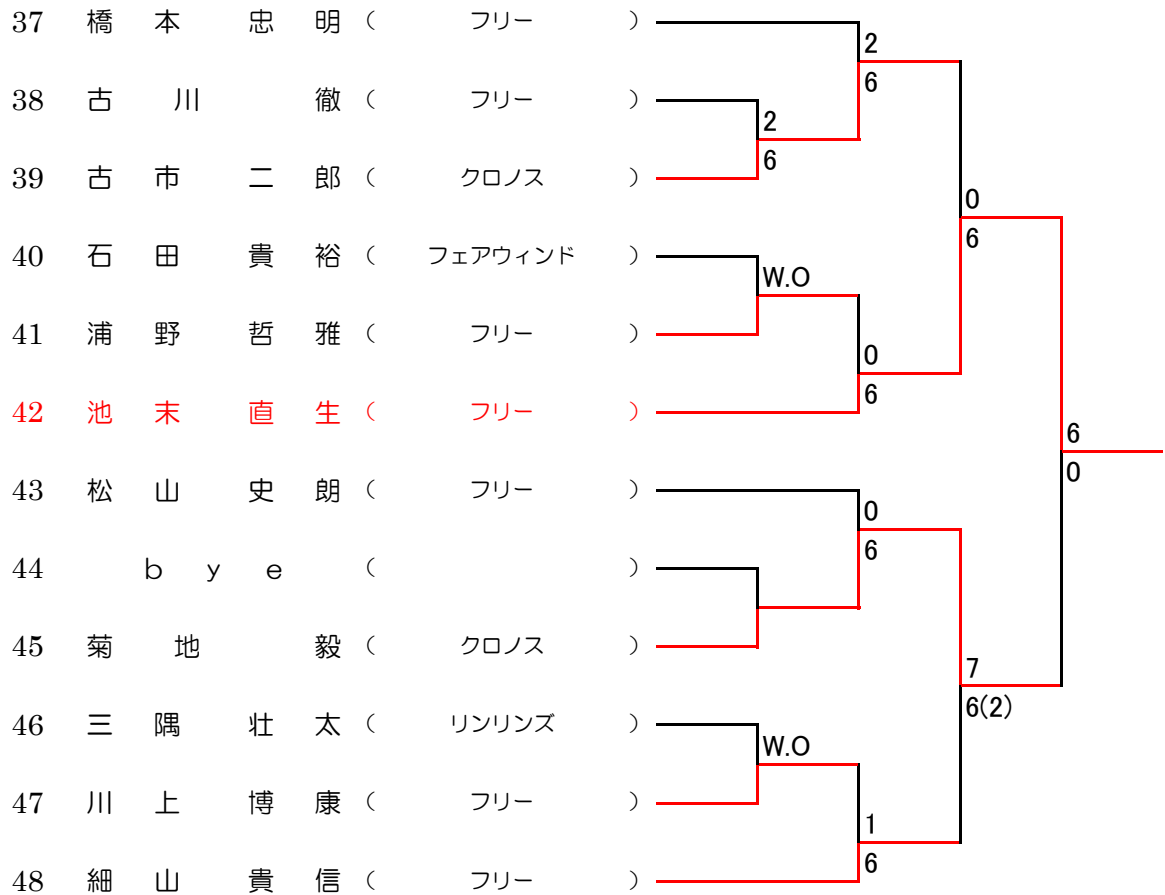 37 橋本 忠明 ( フリー )
2
6
38 古川 徹 ( フリー )
2
6
39 古市 二郎 ( クロノス )
0
6
40 石田 貴裕 ( フェアウィンド )
W.O
41 浦野 哲雅 ( フリー )
0
6
42 池末 直生 ( フリー )
6
0
43 松山 史朗 ( フリー )
0
6
44 bye ( )
45 菊地 毅 ( クロノス )
7
6(2)
46 三隅 壮太 ( リンリンズ )
W.O
47 川上 博康 ( フリー )
1
6
48 細山 貴信 ( フリー )